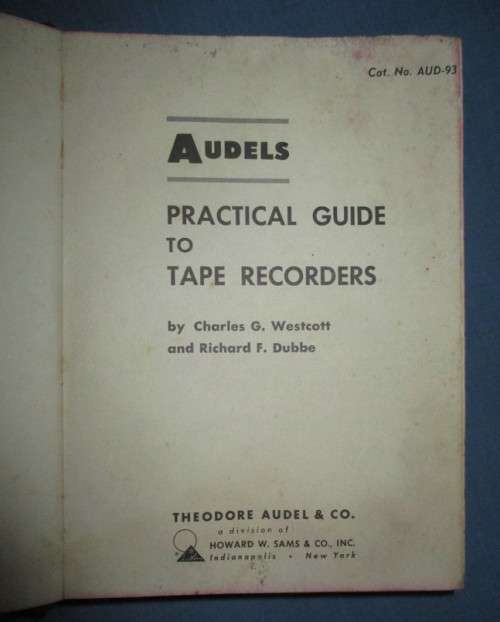 Cat. No. AUD-93
AUDELS
PRACTICAL GUIDE
TO
TAPE RECORDERS
by Charles G. Westcott
and Richard F. Dubbe
THEODORE AUDEL & CO.
a division of
HOWARD W. SAMS & CO., INC.
Indianapolis • New York